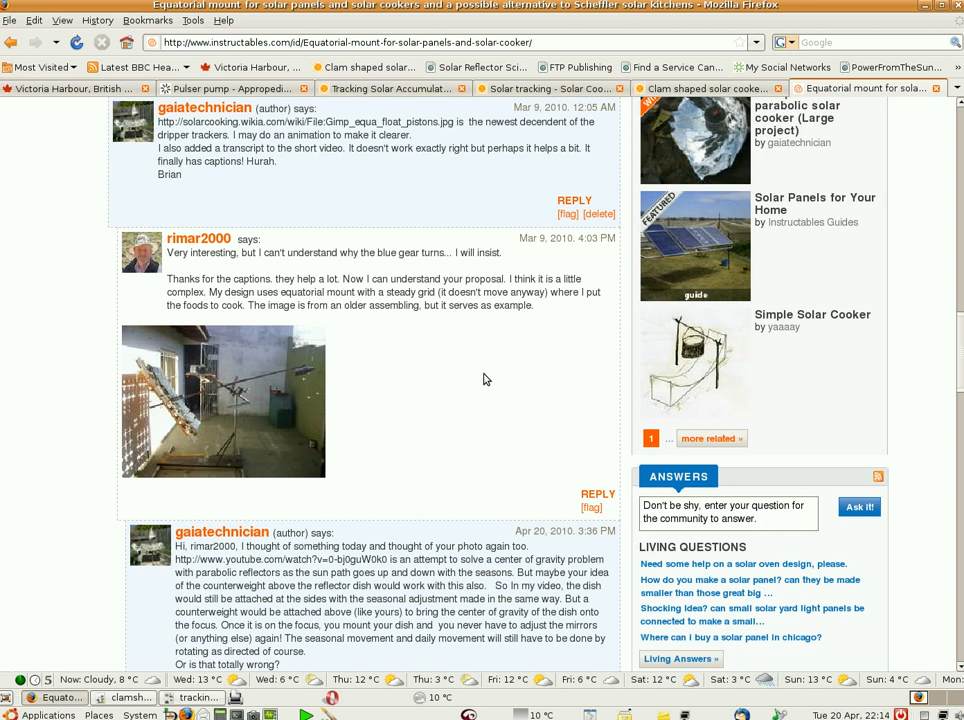 Equatorial mount for solar panels and solar cookers and a possible alternative to Scheffler solar kitchens - Mozilla Firefox
File Edit View History Bookmarks Tools Help
http://www.instructables.com/id/Equatorial-mount-for-solar-panels-and-solar-cooker/
Google
Most Visited Latest BBC Hea... Victoria Harbour, ... Clam shaped solar... Solar Reflector Sci... FTP Publishing Find a Service Can... My Social Networks PowerFromTheSun... »
Victoria Harbour, British ... Pulser pump - Appropedi... Tracking Solar Accumulat... Solar tracking - Solar Coo... Clam shaped solar cooke... Equatorial mount for sola...
gaiatechnician (author) says: Mar 9, 2010. 12:05 AM
http://solarcooking.wikia.com/wiki/File:Gimp_equa_float_pistons.jpg is the newest decendent of the
dripper trackers. I may do an animation to make it clearer.
I also added a transcript to the short video. It doesn't work exactly right but perhaps it helps a bit. It
finally has captions! Hurah.
Brian
REPLY
[flag] [delete]
rimar2000 says: Mar 9, 2010. 4:03 PM
Very interesting, but I can't understand why the blue gear turns... I will insist.
Thanks for the captions. they help a lot. Now I can understand your proposal. I think it is a little
complex. My design uses equatorial mount with a steady grid (it doesn't move anyway) where I put
the foods to cook. The image is from an older assembling, but it serves as example.
REPLY
[flag]
gaiatechnician (author) says: Apr 20, 2010. 3:36 PM
Hi, rimar2000, I thought of something today and thought of your photo again too.
http://www.youtube.com/watch?v=0-bj0guW0k0 is an attempt to solve a center of gravity problem
with parabolic reflectors as the sun path goes up and down with the seasons. But maybe your idea
of the counterweight above the reflector dish would work with this also. So In my video, the dish
would still be attached at the sides with the seasonal adjustment made in the same way. But a
counterweight would be attached above (like yours) to bring the center of gravity of the dish onto
the focus. Once it is on the focus, you mount your dish and you never have to adjust the mirrors
(or anything else) again! The seasonal movement and daily movement will still have to be done by
rotating as directed of course.
Or is that totally wrong?
parabolic solar
cooker (Large
project)
by gaiatechnician
FEATURED
guide
Solar Panels for Your
Home
by Instructables Guides
Simple Solar Cooker
by yaaaay
1 ... more related »
ANSWERS
Don't be shy, enter your question for
the community to answer.
Ask it!
LIVING QUESTIONS
Need some help on a solar oven design, please.
How do you make a solar panel? can they be made
smaller than those great big ...
Shocking Idea? can small solar yard light panels be
connected to make a small...
Where can i buy a solar panel in chicago?
Living Answers »
5 Now: Cloudy, 8 °C Wed: 13 °C Wed: 6 °C Thu: 12 °C Thu: 3 °C Fri: 12 °C Fri: 6 °C Sat: 12 °C Sat: 3 °C Sun: 13 °C Sun: 4 °C Mon:
Equato... clamsh... trackin... 10 °C
Applications Places System 10 °C Tue 20 Apr, 22:14